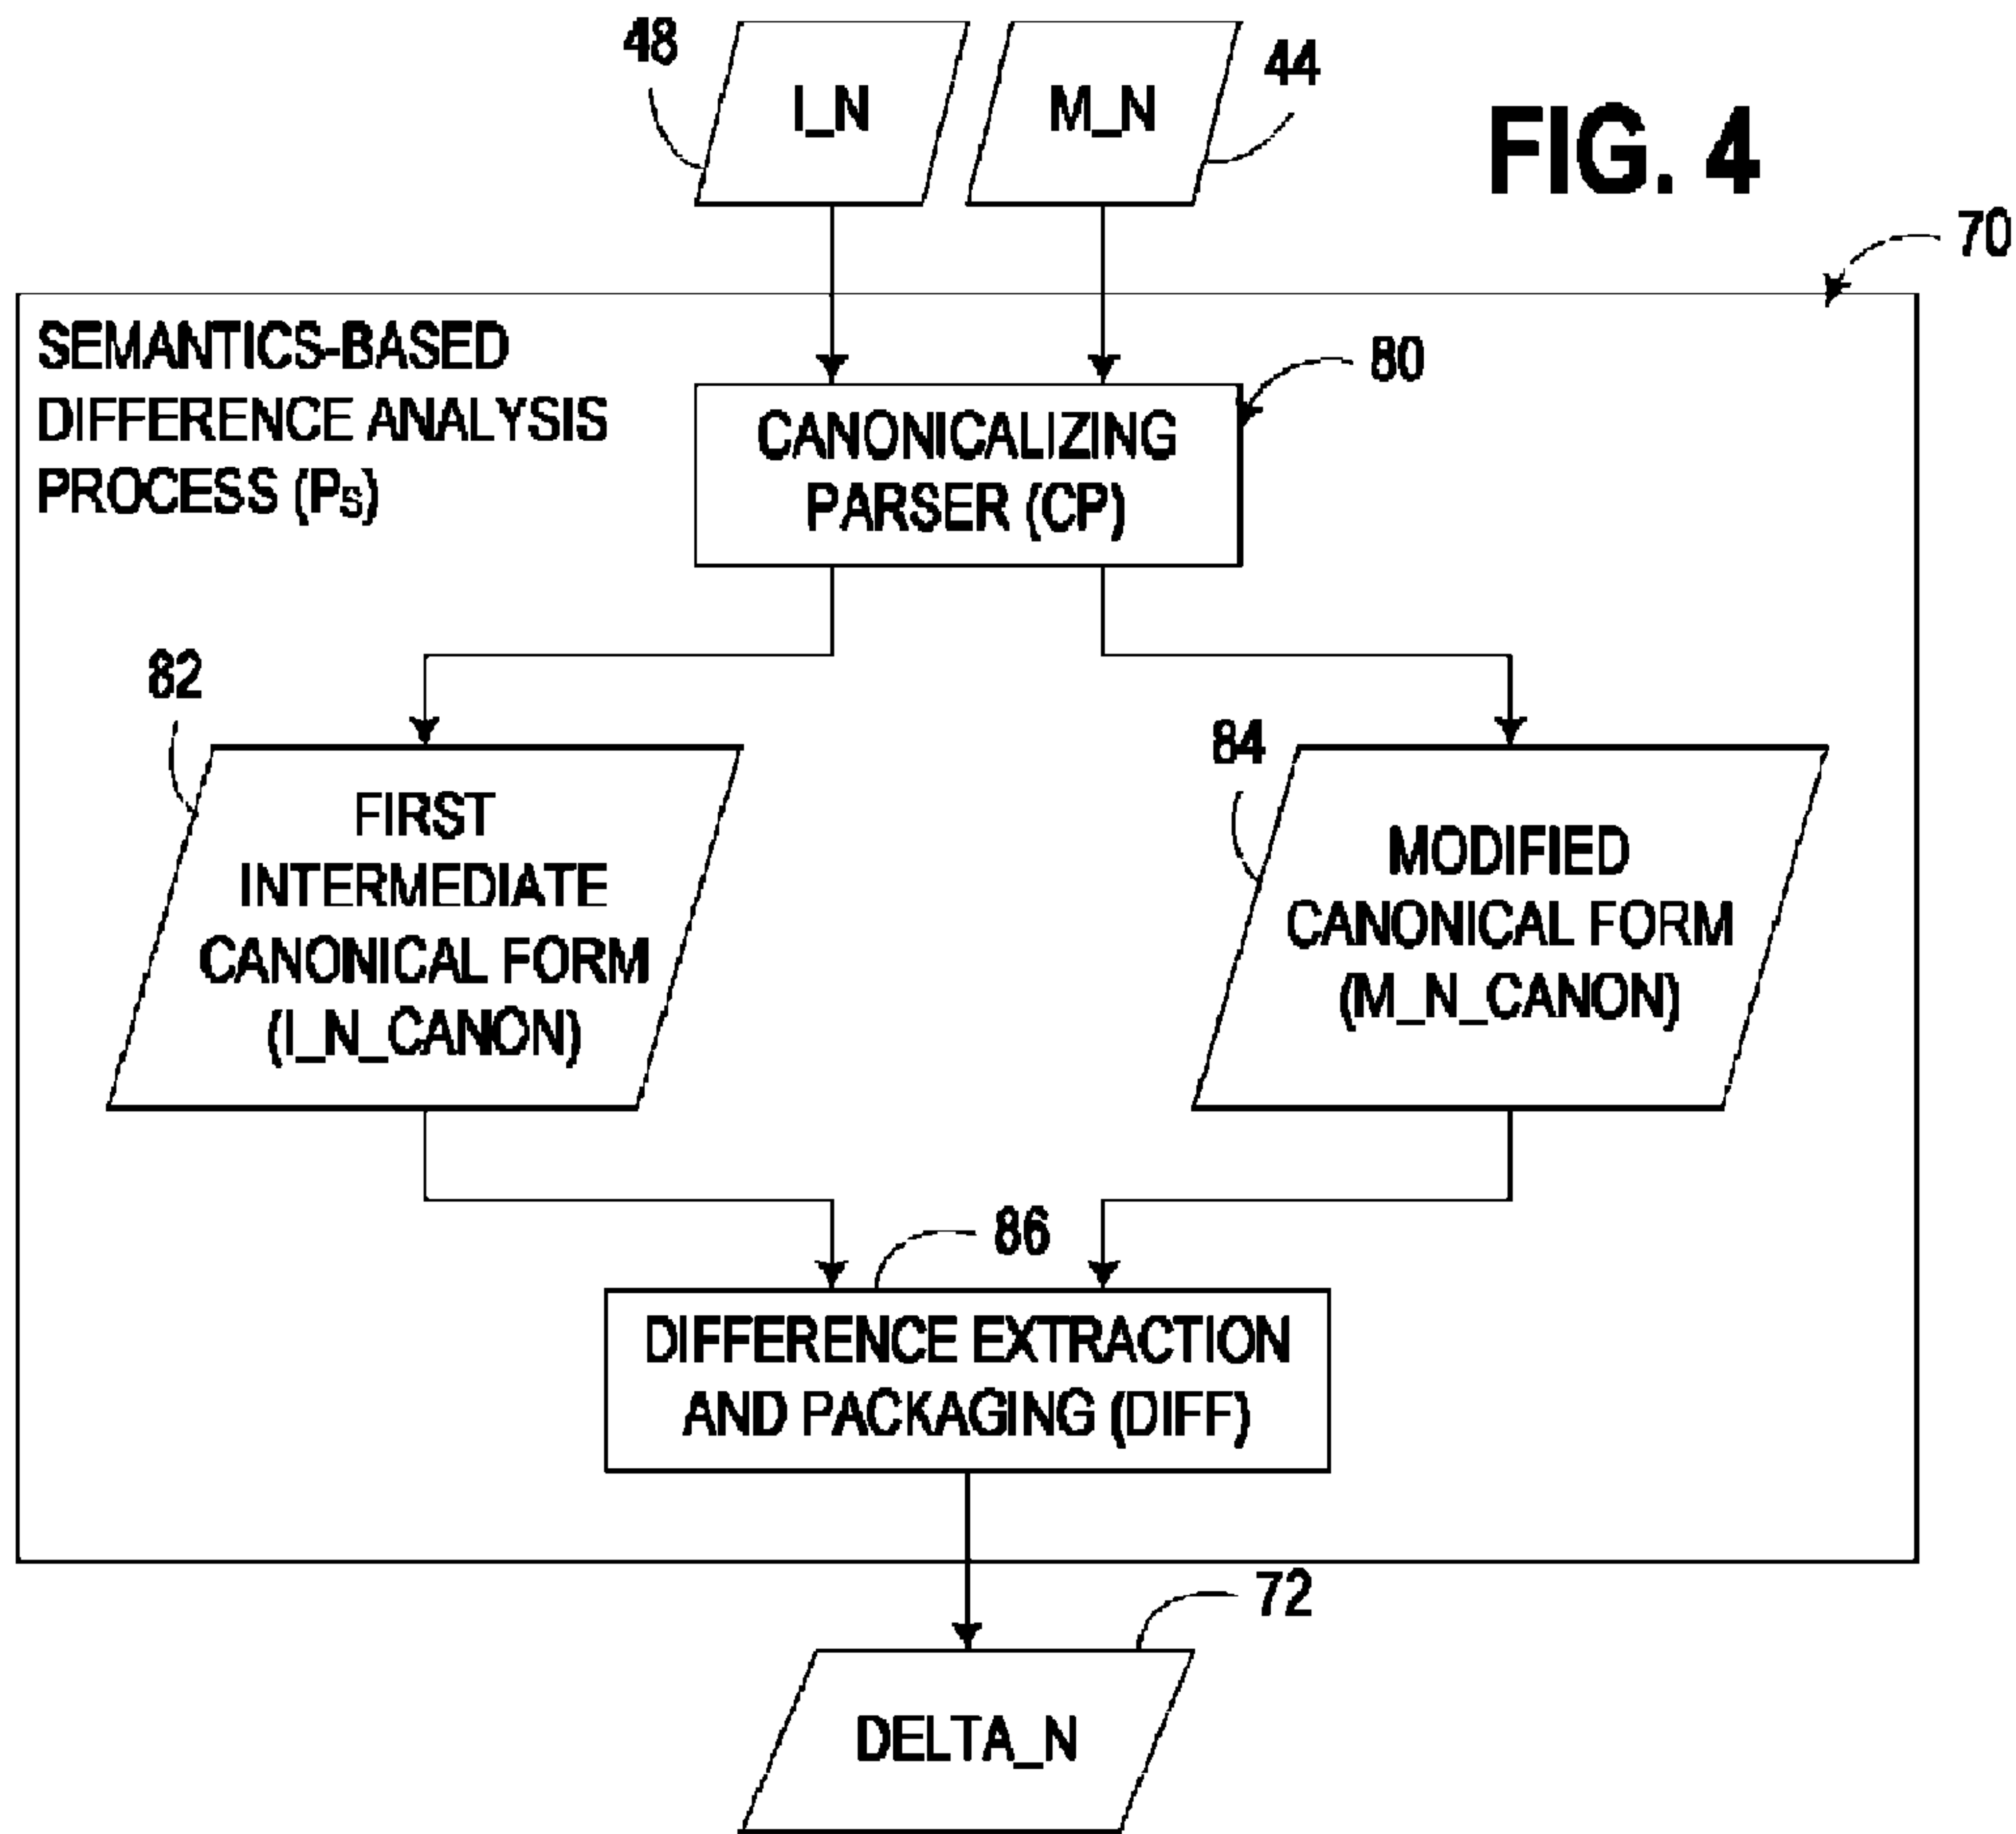 48
I_N
M_N
44
FIG. 4
70
SEMANTICS-BASED
DIFFERENCE ANALYSIS
PROCESS (P5)
80
CANONICALIZING
PARSER (CP)
82
FIRST
INTERMEDIATE
CANONICAL FORM
(I_N_CANON)
84
MODIFIED
CANONICAL FORM
(M_N_CANON)
86
DIFFERENCE EXTRACTION
AND PACKAGING (DIFF)
72
DELTA_N